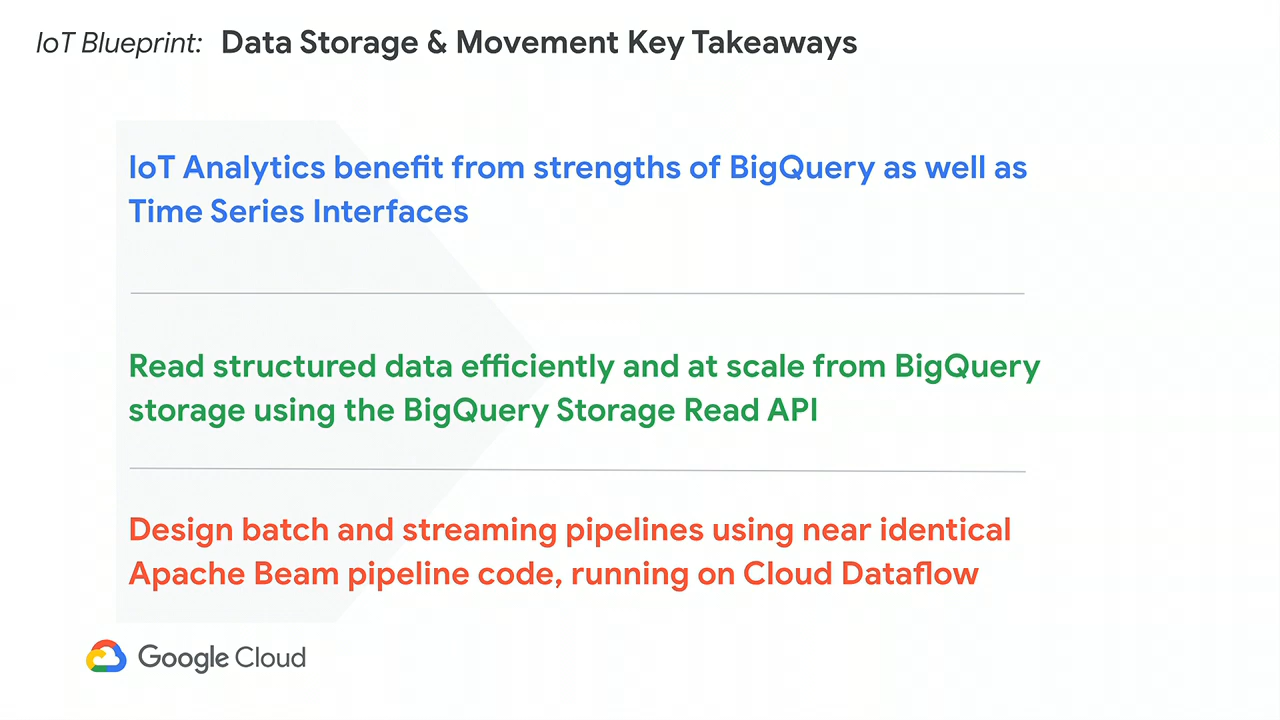 IoT Blueprint: Data Storage & Movement Key Takeaways
IoT Analytics benefit from strengths of BigQuery as well as
Time Series Interfaces
Read structured data efficiently and at scale from BigQuery
storage using the BigQuery Storage Read API
Design batch and streaming pipelines using near identical
Apache Beam pipeline code, running on Cloud Dataflow
Google Cloud